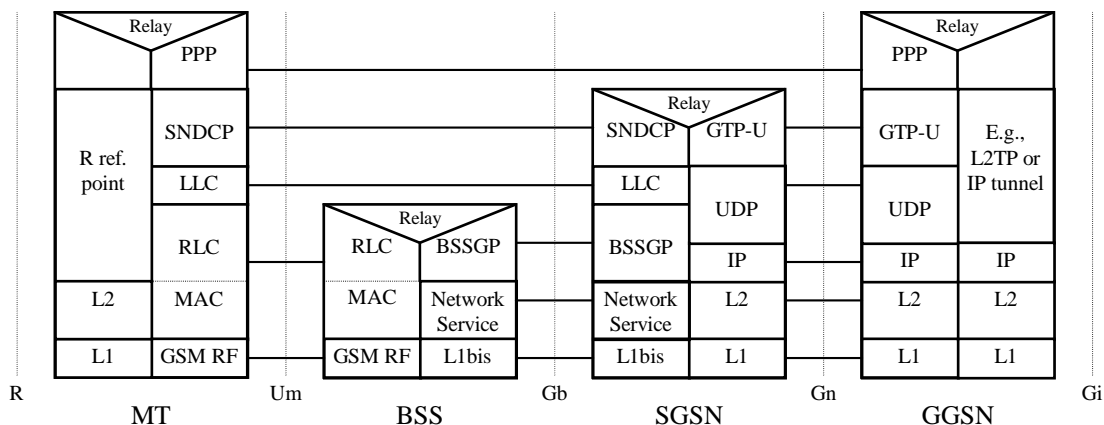 Relay
PPP
R ref.
point
SNDCP
LLC
RLC
L2
MAC
L1
GSM RF
Relay
RLC
BSSGP
MAC
Network
Service
GSM RF
L1bis
Relay
SNDCP
GTP-U
LLC
UDP
BSSGP
IP
Network
Service
L2
L1bis
L1
Relay
PPP
GTP-U
E.g.,
L2TP or
IP tunnel
UDP
IP
IP
L2
L2
L1
L1
R
Um
Gb
Gn
Gi
MT
BSS
SGSN
GGSN